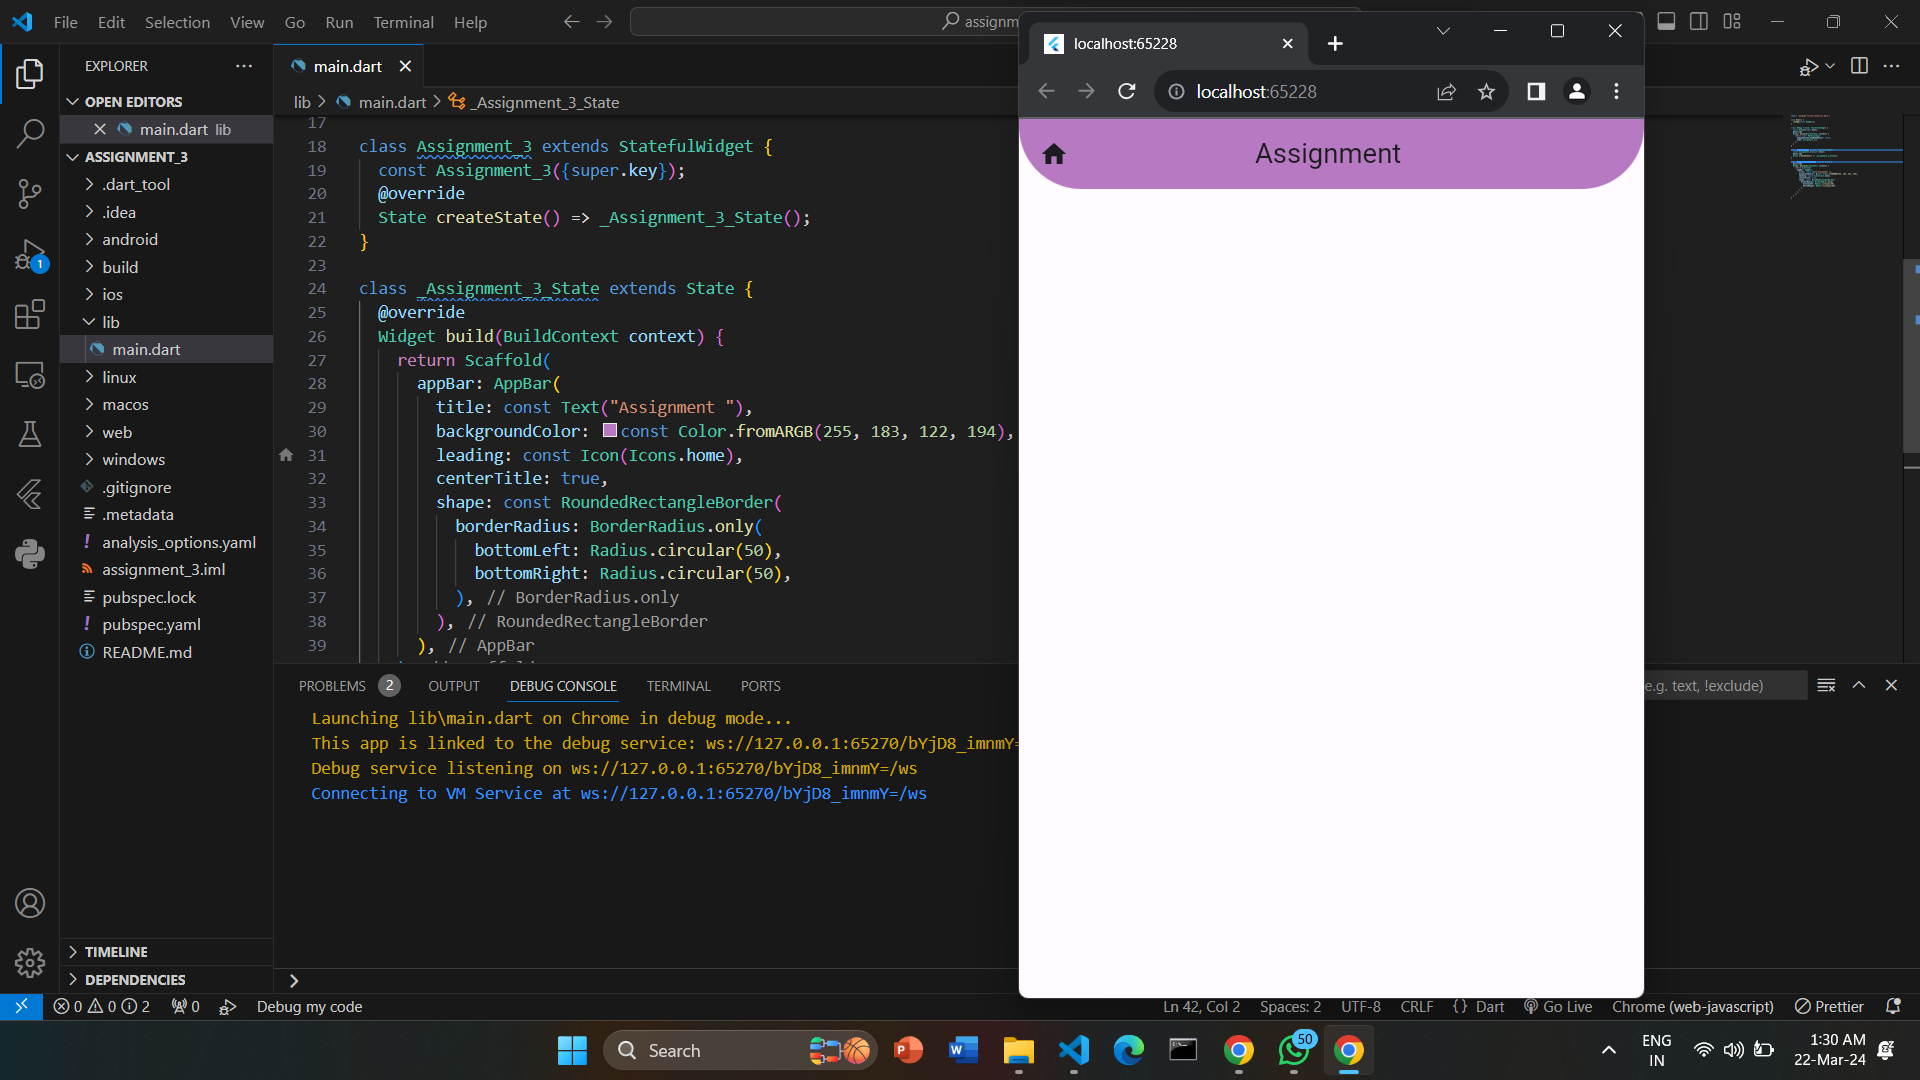 File Edit Selection View Go Run Terminal Help
assignm
EXPLORER
OPEN EDITORS
main.dart lib
ASSIGNMENT_3
.dart_tool
.idea
android
build
ios
lib
main.dart
linux
macos
web
windows
.gitignore
.metadata
analysis_options.yaml
assignment_3.iml
pubspec.lock
pubspec.yaml
README.md
TIMELINE
DEPENDENCIES
1
main.dart
lib > main.dart > _Assignment_3_State
17
18 class Assignment_3 extends StatefulWidget {
19 const Assignment_3({super.key});
20 @override
21 State createState() => _Assignment_3_State();
22 }
23
24 class _Assignment_3_State extends State {
25 @override
26 Widget build(BuildContext context) {
27 return Scaffold(
28 appBar: AppBar(
29 title: const Text("Assignment "),
30 backgroundColor: const Color.fromARGB(255, 183, 122, 194),
31 leading: const Icon(Icons.home),
32 centerTitle: true,
33 shape: const RoundedRectangleBorder(
34 borderRadius: BorderRadius.only(
35 bottomLeft: Radius.circular(50),
36 bottomRight: Radius.circular(50),
37 ), // BorderRadius.only
38 ), // RoundedRectangleBorder
39 ), // AppBar
PROBLEMS 2 OUTPUT DEBUG CONSOLE TERMINAL PORTS
e.g. text, !exclude)
Launching lib\main.dart on Chrome in debug mode...
This app is linked to the debug service: ws://127.0.0.1:65270/bYjD8_imnmY=
Debug service listening on ws://127.0.0.1:65270/bYjD8_imnmY=/ws
Connecting to VM Service at ws://127.0.0.1:65270/bYjD8_imnmY=/ws
localhost:65228
localhost:65228
Assignment
0 0 2 0 Debug my code
Ln 42, Col 2 Spaces: 2 UTF-8 CRLF {} Dart Go Live Chrome (web-javascript) Prettier
Search
50
ENG
IN
1:30 AM
22-Mar-24